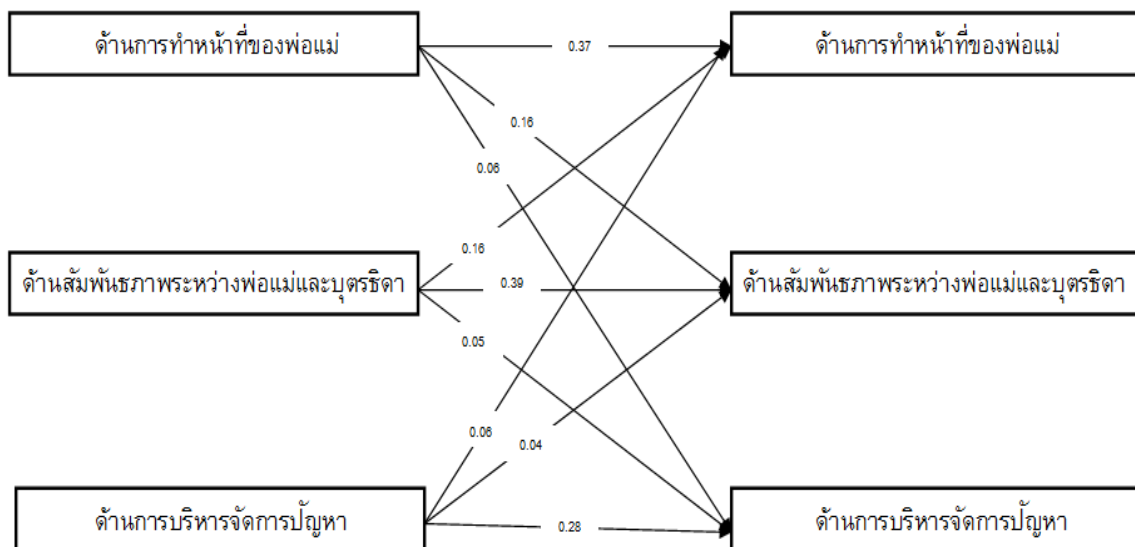 ด้านการทำหน้าที่ของพ่อแม่
0.37
ด้านการทำหน้าที่ของพ่อแม่
0.16
0.06
0.16
ด้านสัมพันธภาพระหว่างพ่อแม่และบุตรธิดา
0.39
ด้านสัมพันธภาพระหว่างพ่อแม่และบุตรธิดา
0.05
0.06
0.04
ด้านการบริหารจัดการปัญหา
0.28
ด้านการบริหารจัดการปัญหา